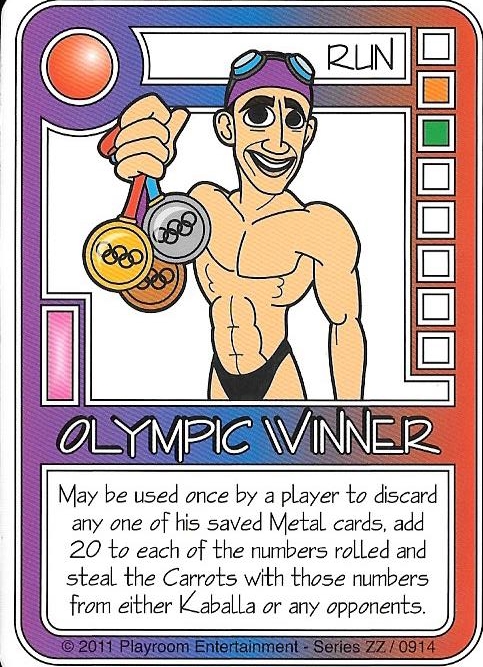 RUN
OLYMPIC WINNER
May be used once by a player to discard
any one of his saved Metal cards, add
20 to each of the numbers rolled and
steal the Carrots with those numbers
from either Kaballa or any opponents.
© 2011 Playroom Entertainment - Series ZZ / 0914